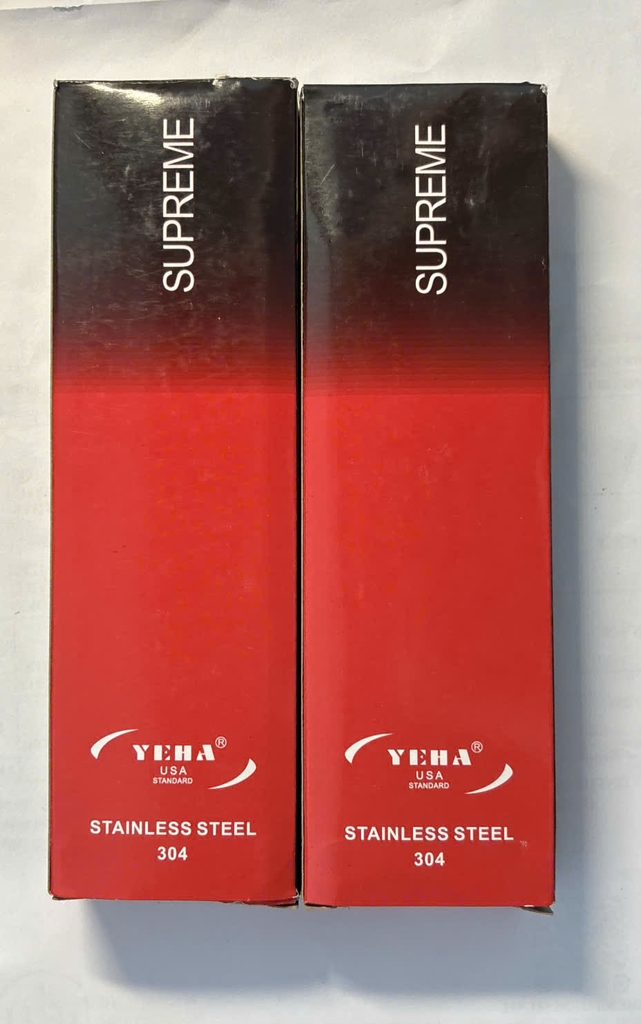 SUPREME
YEHA®
USA
STANDARD
STAINLESS STEEL
304
SUPREME
YEHA®
USA
STANDARD
STAINLESS STEEL
304